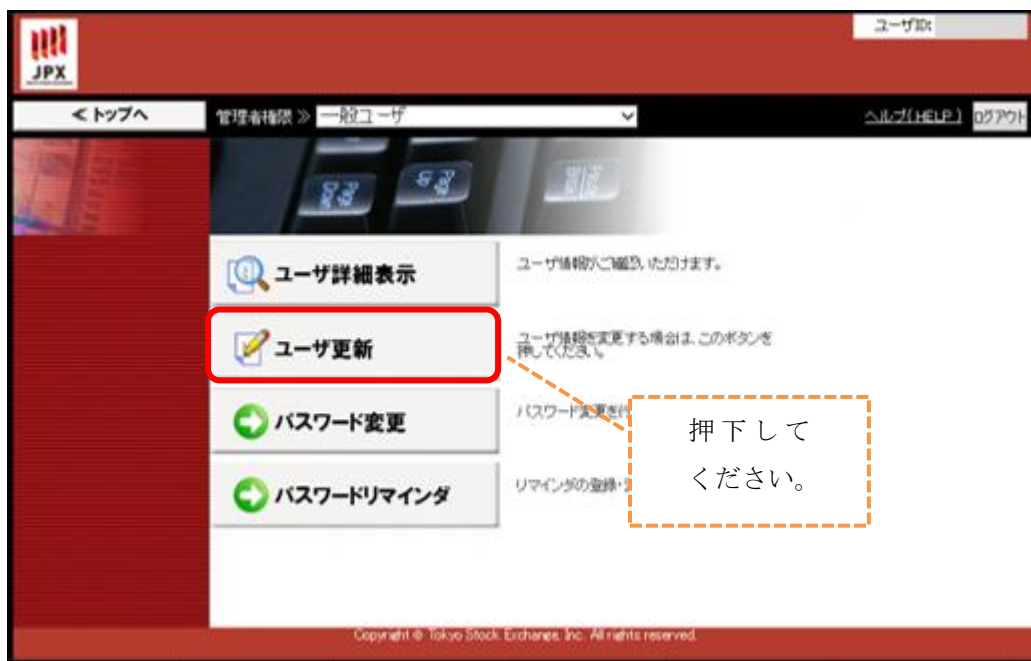 ユーザID:
JPX
≪ トップへ
管理者権限 ≫ 一般ユーザ
ヘルプ(HELP)
ログアウト
Page Down
Page Up
ユーザ詳細表示
ユーザ情報がご確認いただけます。
ユーザ更新
ユーザ情報を変更する場合は、このボタンを
押してください。
パスワード変更
パスワード変更を行
押下して
ください。
パスワードリマインダ
リマインダの登録・
Copyright © Tokyo Stock Exchange, Inc. All rights reserved.